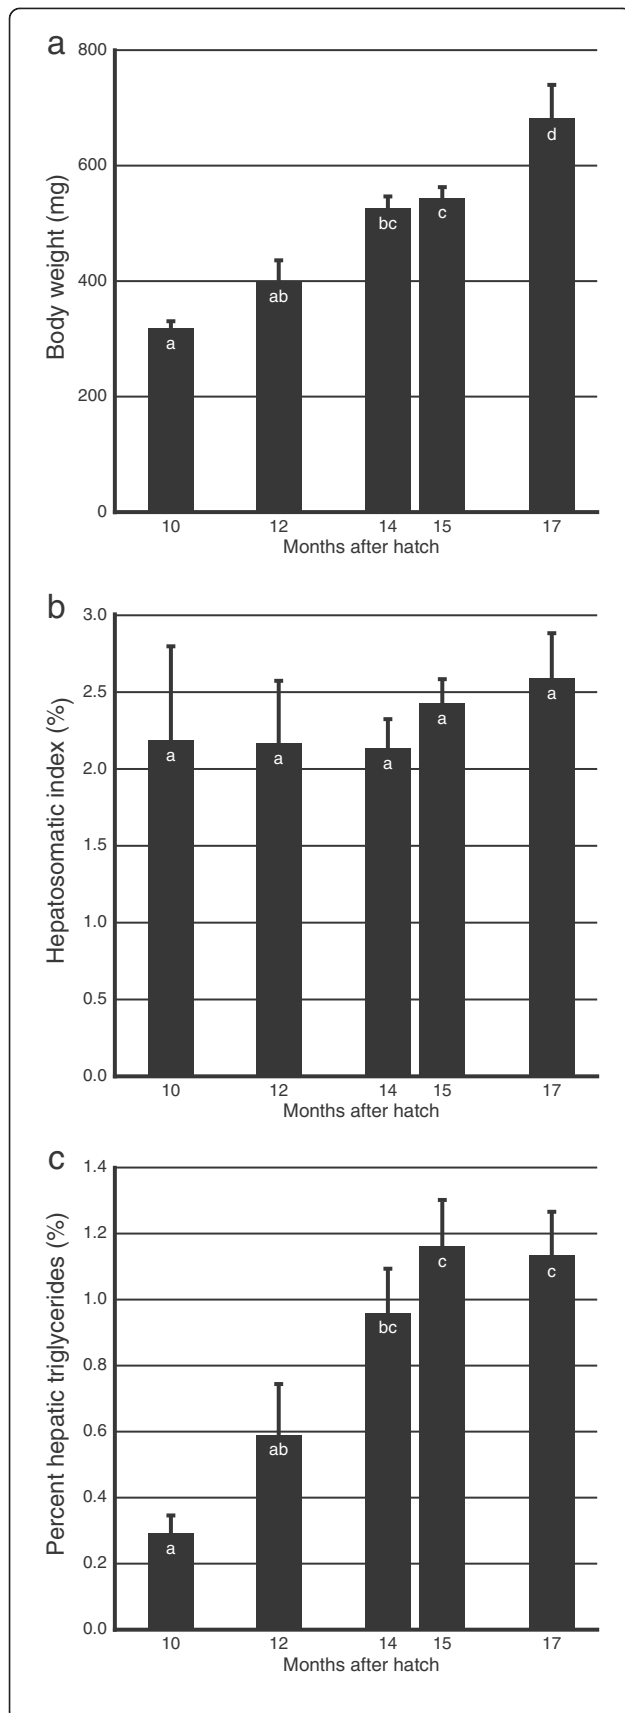 a
800
600
400
200
0
Body weight (mg)
a
ab
bc
c
d
10 12 14 15 17
Months after hatch
b
3.0
2.5
2.0
1.5
1.0
0.5
0.0
Hepatosomatic index (%)
a
a
a
a
a
10 12 14 15 17
Months after hatch
c
1.4
1.2
1.0
0.8
0.6
0.4
0.2
0.0
Percent hepatic triglycerides (%)
a
ab
bc
c
c
10 12 14 15 17
Months after hatch